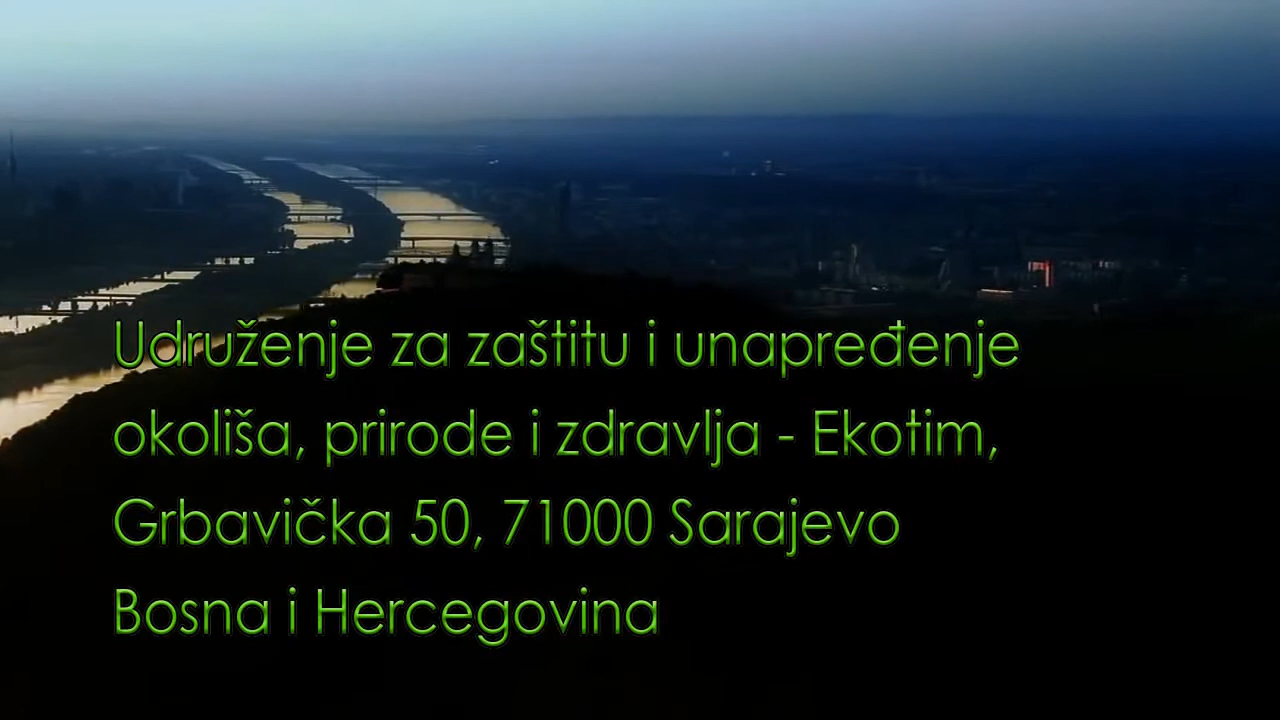 Udruženje za zaštitu i unapređenje
okoliša, prirode i zdravlja - Ekotim,
Grbavička 50, 71000 Sarajevo
Bosna i Hercegovina